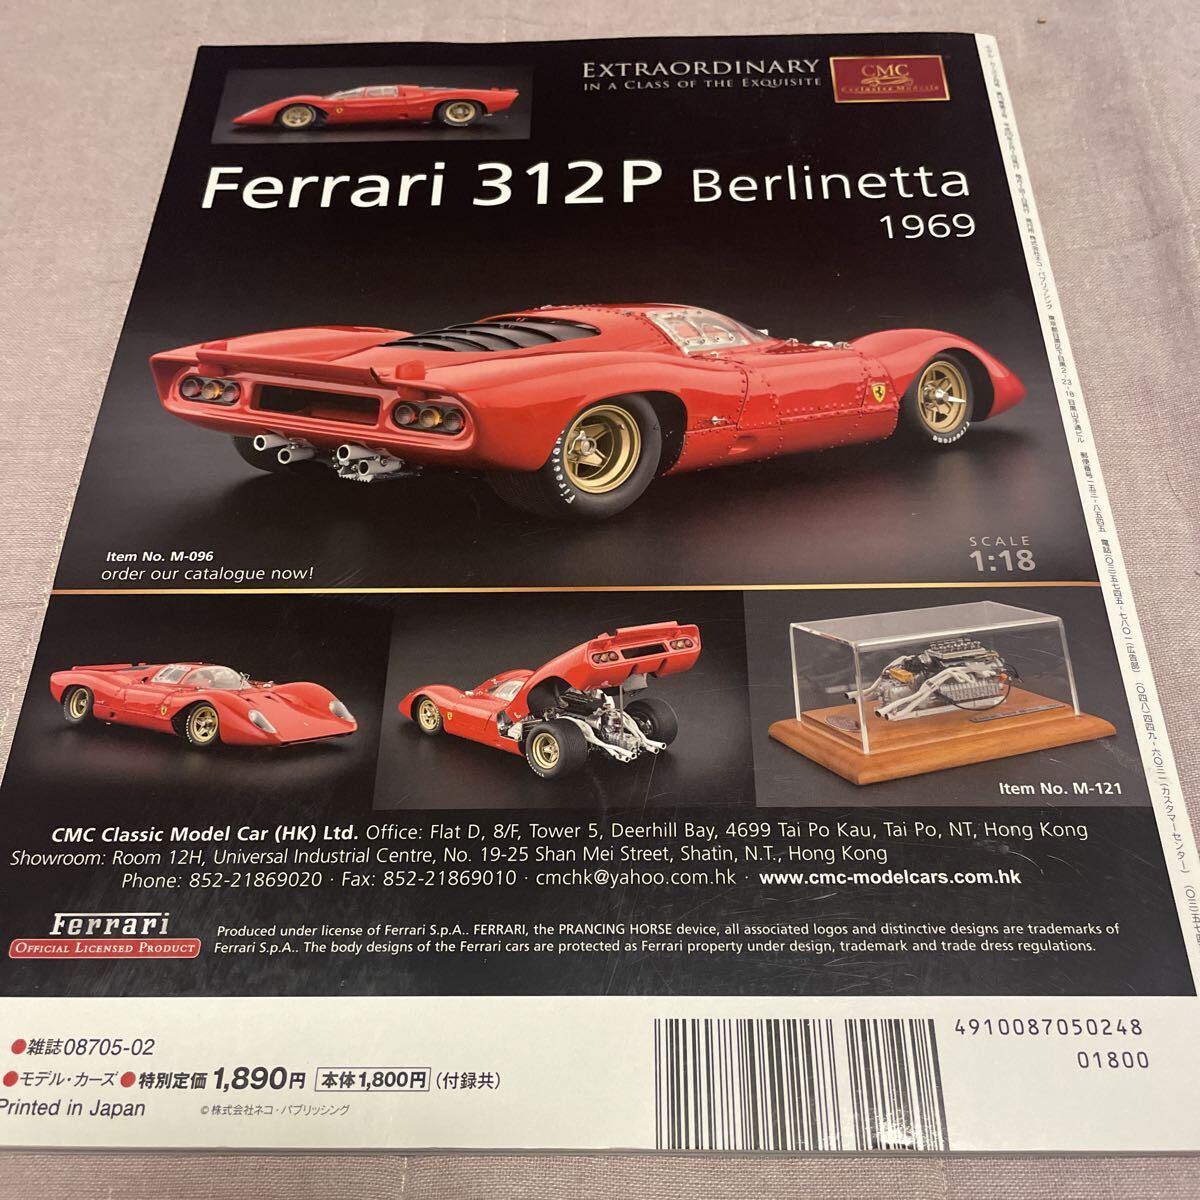 EXTRAORDINARY
IN A CLASS OF THE EXQUISITE
CMC
Exclusive Models
Ferrari 312P Berlinetta
1969
Firestone
Item No. M-096
order our catalogue now!
SCALE
1:18
Item No. M-121
CMC Classic Model Car (HK) Ltd. Office: Flat D, 8/F, Tower 5, Deerhill Bay, 4699 Tai Po Kau, Tai Po, NT, Hong Kong
Showroom: Room 12H, Universal Industrial Centre, No. 19-25 Shan Mei Street, Shatin, N.T., Hong Kong
Phone: 852-21869020 · Fax: 852-21869010 · cmchk@yahoo.com.hk · www.cmc-modelcars.com.hk
Ferrari
OFFICIAL LICENSED PRODUCT
Produced under license of Ferrari S.p.A.. FERRARI, the PRANCING HORSE device, all associated logos and distinctive designs are trademarks of
Ferrari S.p.A.. The body designs of the Ferrari cars are protected as Ferrari property under design, trademark and trade dress regulations.
●雑誌08705-02
●モデル・カーズ●特別定価1,890円 本体1,800円 (付録共)
Printed in Japan ©株式会社ネコ・パブリッシング
4910087050248
01800